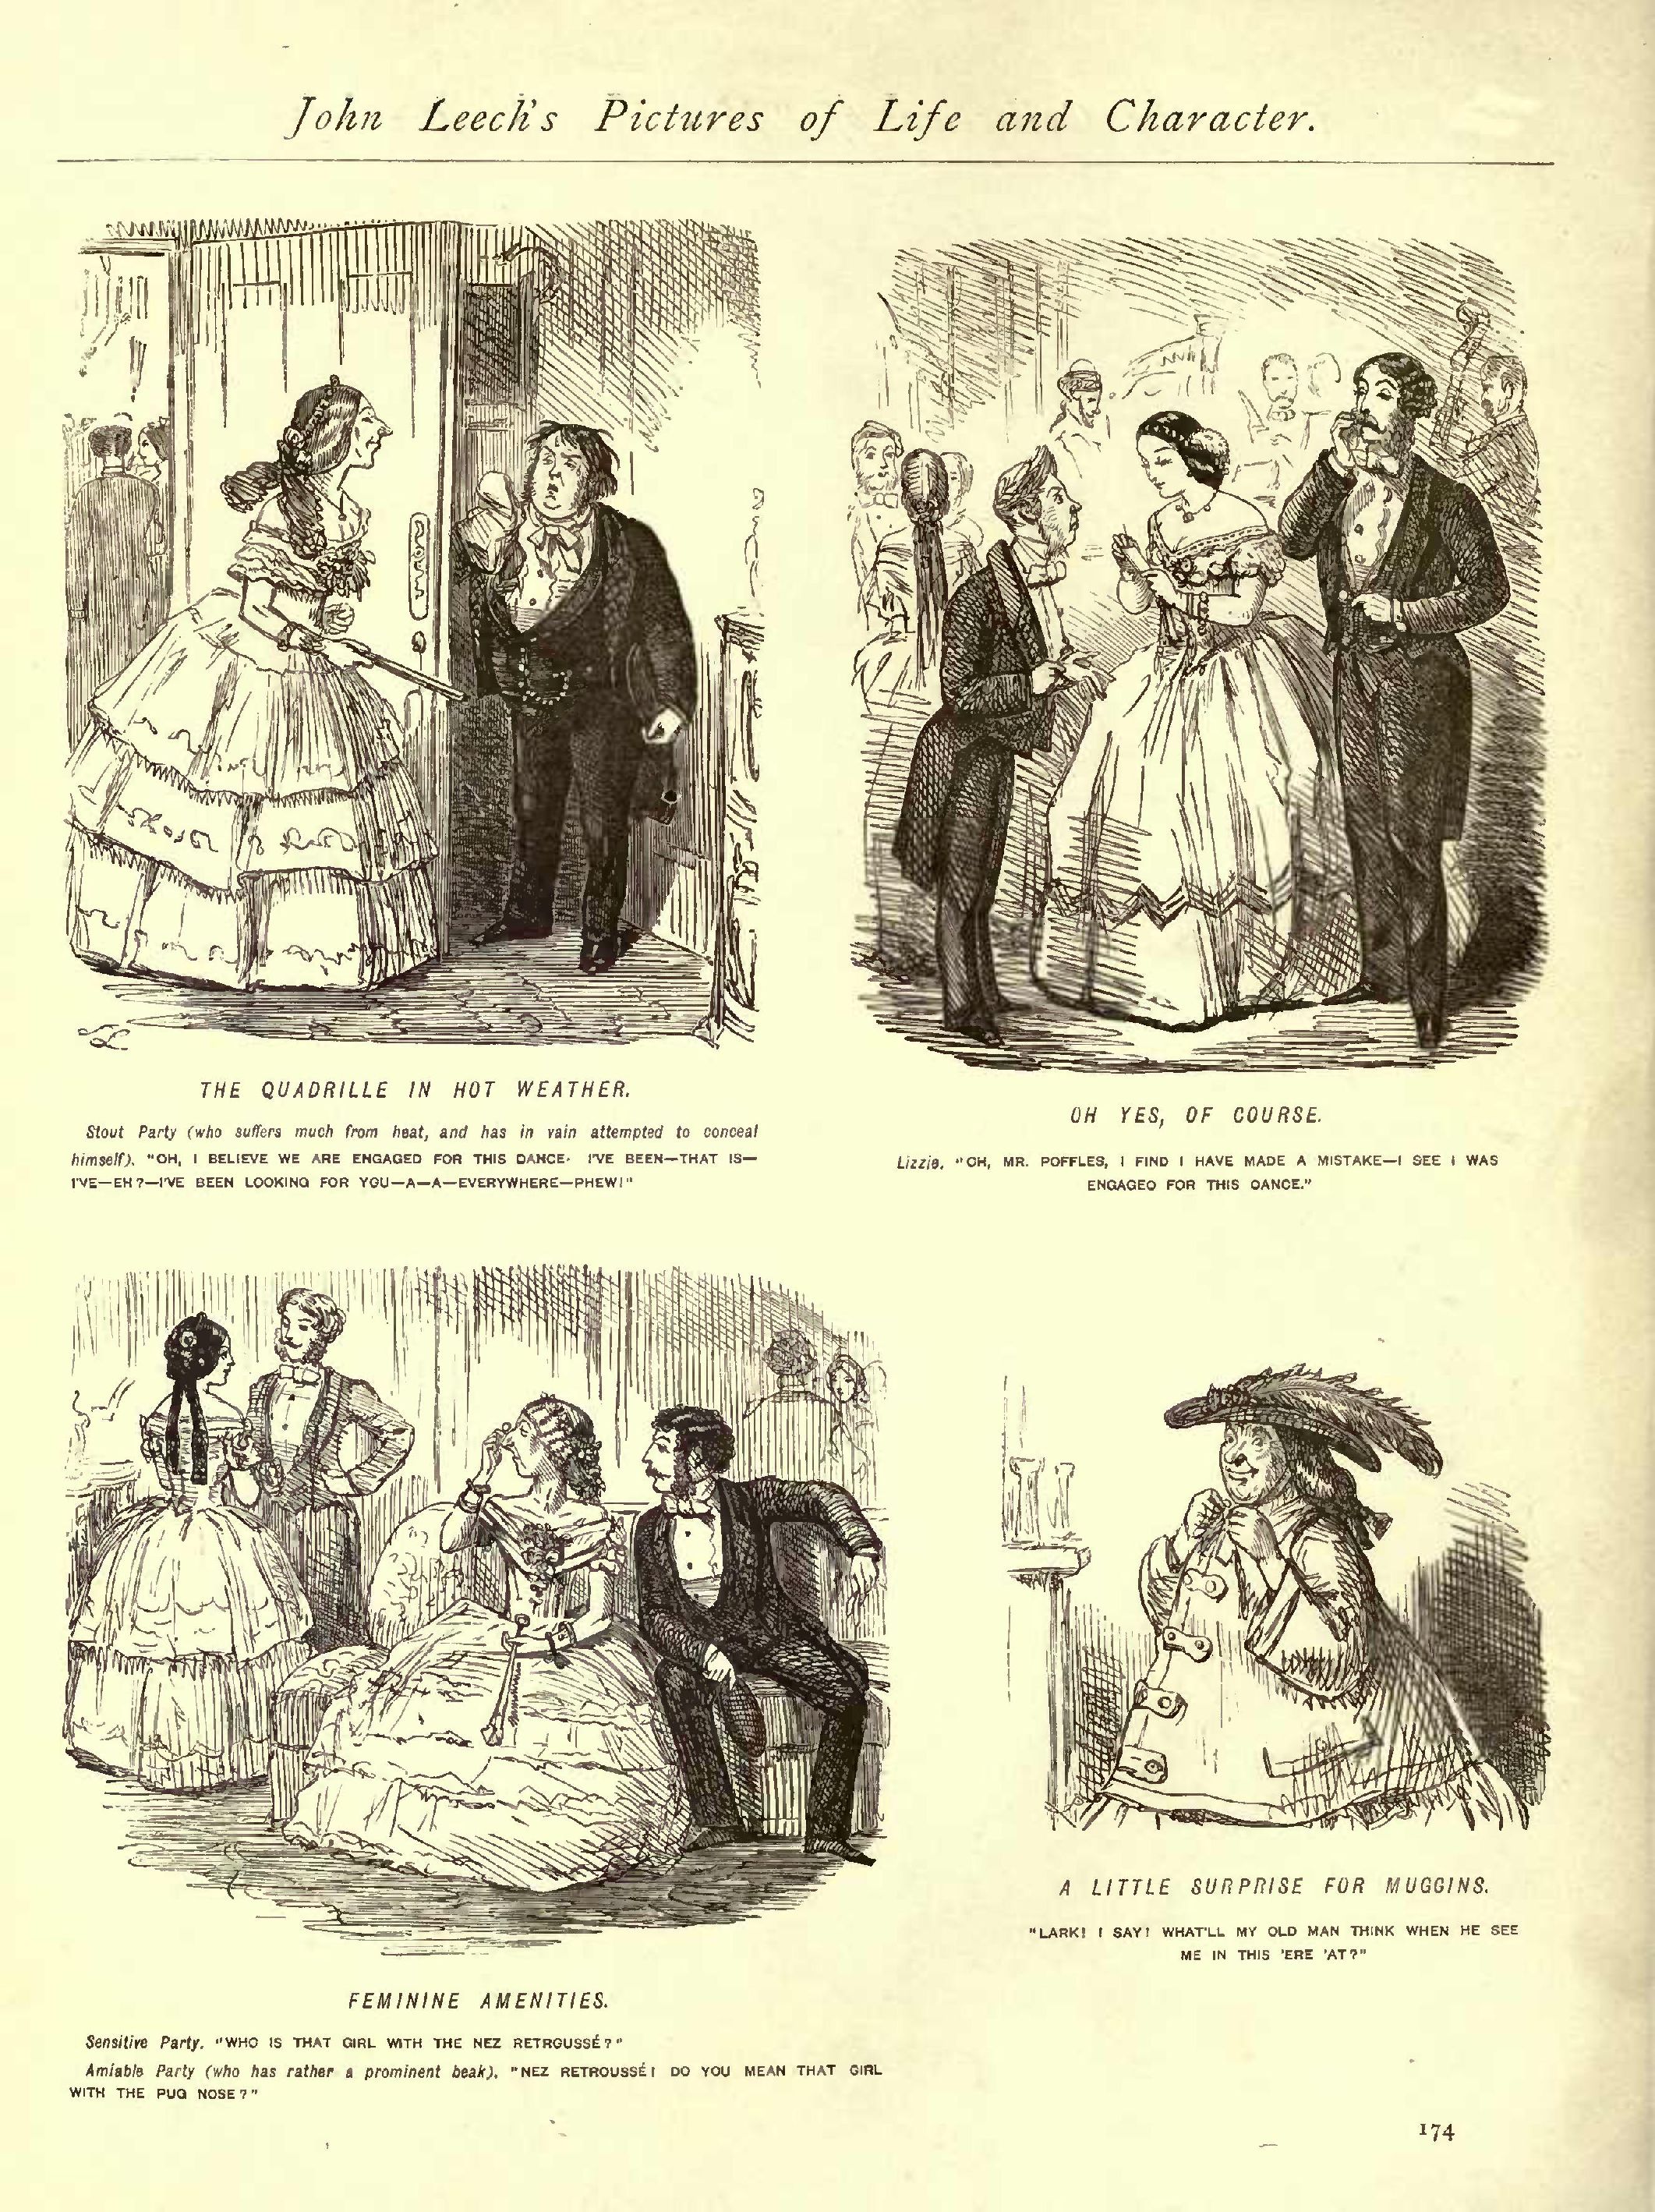 John Leech's Pictures of Life and Character.
THE QUADRILLE IN HOT WEATHER.
Stout Party (who suffers much from heat, and has in vain attempted to conceal
himself). "OH, I BELIEVE WE ARE ENGAGED FOR THIS DANCE. I'VE BEEN—THAT IS—
I'VE—EH?—I'VE BEEN LOOKING FOR YOU—A—A—EVERYWHERE—PHEW!"
OH YES, OF COURSE.
Lizzie. "OH, MR. POFFLES, I FIND I HAVE MADE A MISTAKE—I SEE I WAS
ENGAGED FOR THIS DANCE."
FEMININE AMENITIES.
Sensitive Party. "WHO IS THAT GIRL WITH THE NEZ RETROUSSÉ?"
Amiable Party (who has rather a prominent beak). "NEZ RETROUSSÉ! DO YOU MEAN THAT GIRL
WITH THE PUG NOSE?"
A LITTLE SURPRISE FOR MUGGINS.
"LARK! I SAY! WHAT'LL MY OLD MAN THINK WHEN HE SEE
ME IN THIS 'ERE 'AT?"
174